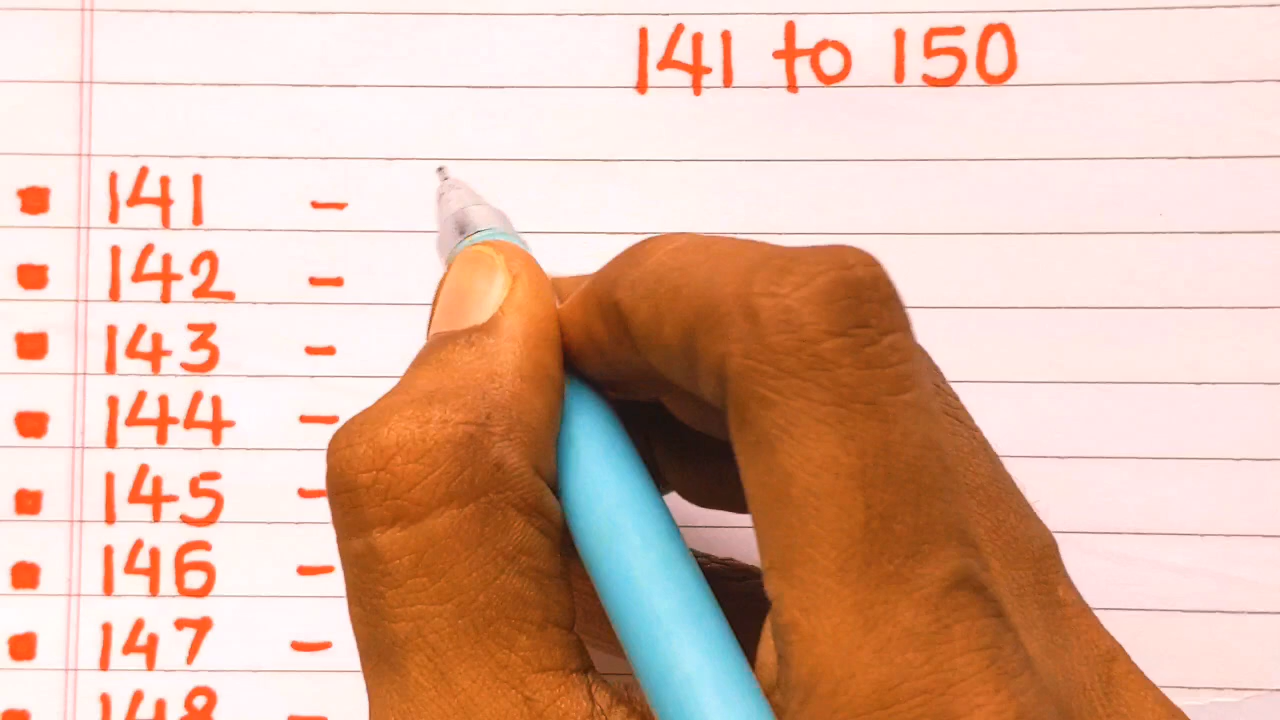 141 to 150
▪ 141 -
▪ 142 -
▪ 143 -
▪ 144 -
▪ 145 -
▪ 146 -
▪ 147 -
▪ 148 -